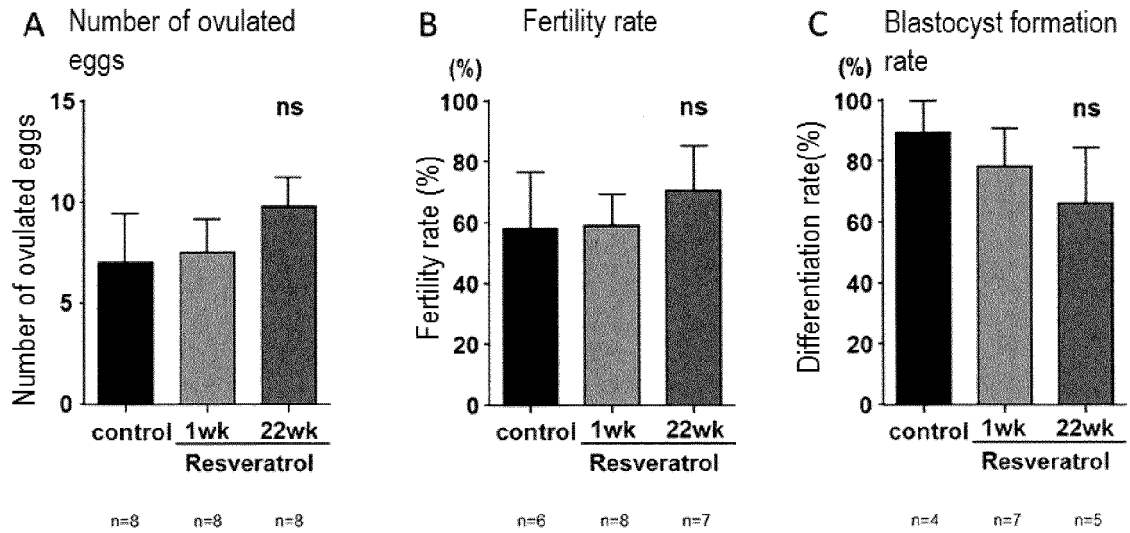 A Number of ovulated
eggs
Number of ovulated eggs
15
10
5
0
ns
control 1wk 22wk
Resveratrol
n=8 n=8 n=8
B Fertility rate
(%)
Fertility rate (%)
100
80
60
40
20
0
ns
control 1wk 22wk
Resveratrol
n=6 n=8 n=7
C Blastocyst formation
rate
(%)
Differentiation rate(%)
100
80
60
40
20
0
ns
control 1wk 22wk
Resveratrol
n=4 n=7 n=5